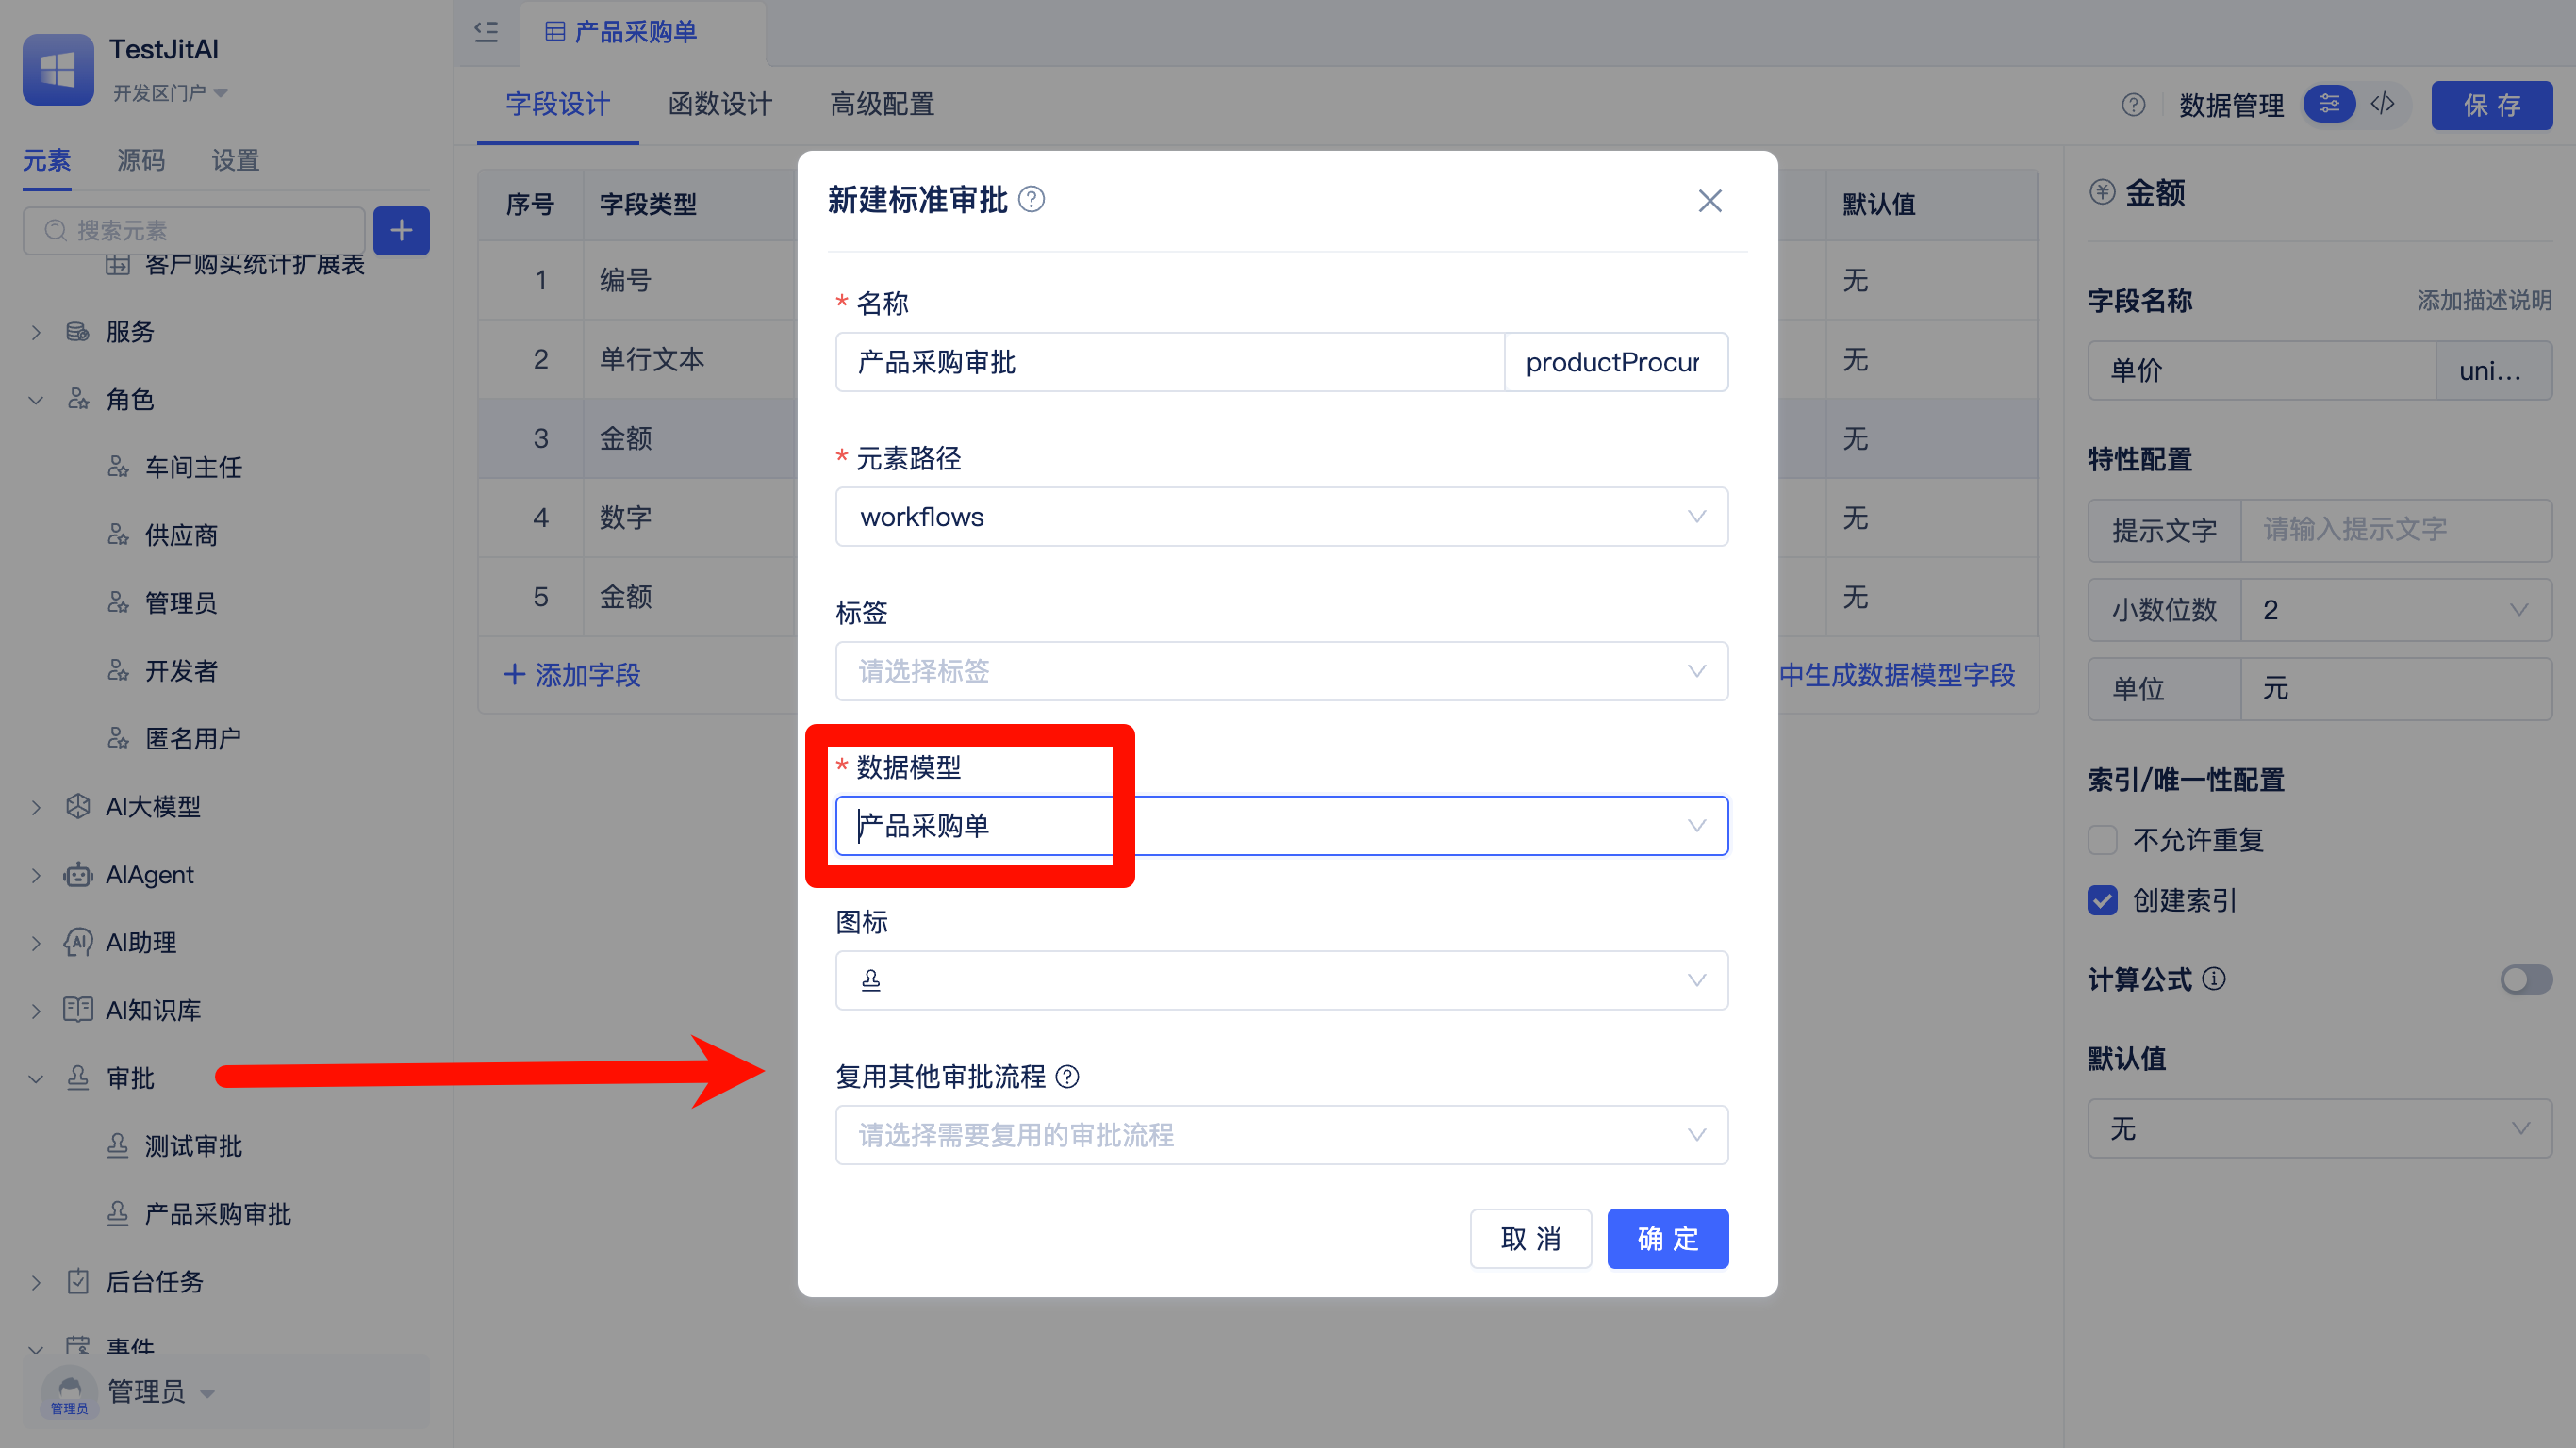 TestJitAI
开发区门户
元素 源码 设置
搜索元素
客户购买统计扩展表
服务
角色
车间主任
供应商
管理员
开发者
匿名用户
AI大模型
AIAgent
AI助理
AI知识库
审批
测试审批
产品采购审批
后台任务
事件
管理员
管理员
产品采购单
字段设计 函数设计 高级配置
数据管理
保 存
序号 字段类型 默认值
1 编号 无
2 单行文本 无
3 金额 无
4 数字 无
5 金额 无
添加字段
中生成数据模型字段
新建标准审批
* 名称
产品采购审批 productProcur
* 元素路径
workflows
标签
请选择标签
* 数据模型
产品采购单
图标
复用其他审批流程
请选择需要复用的审批流程
取 消 确 定
金额
字段名称 添加描述说明
单价 uni...
特性配置
提示文字 请输入提示文字
小数位数 2
单位 元
索引/唯一性配置
不允许重复
创建索引
计算公式
默认值
无